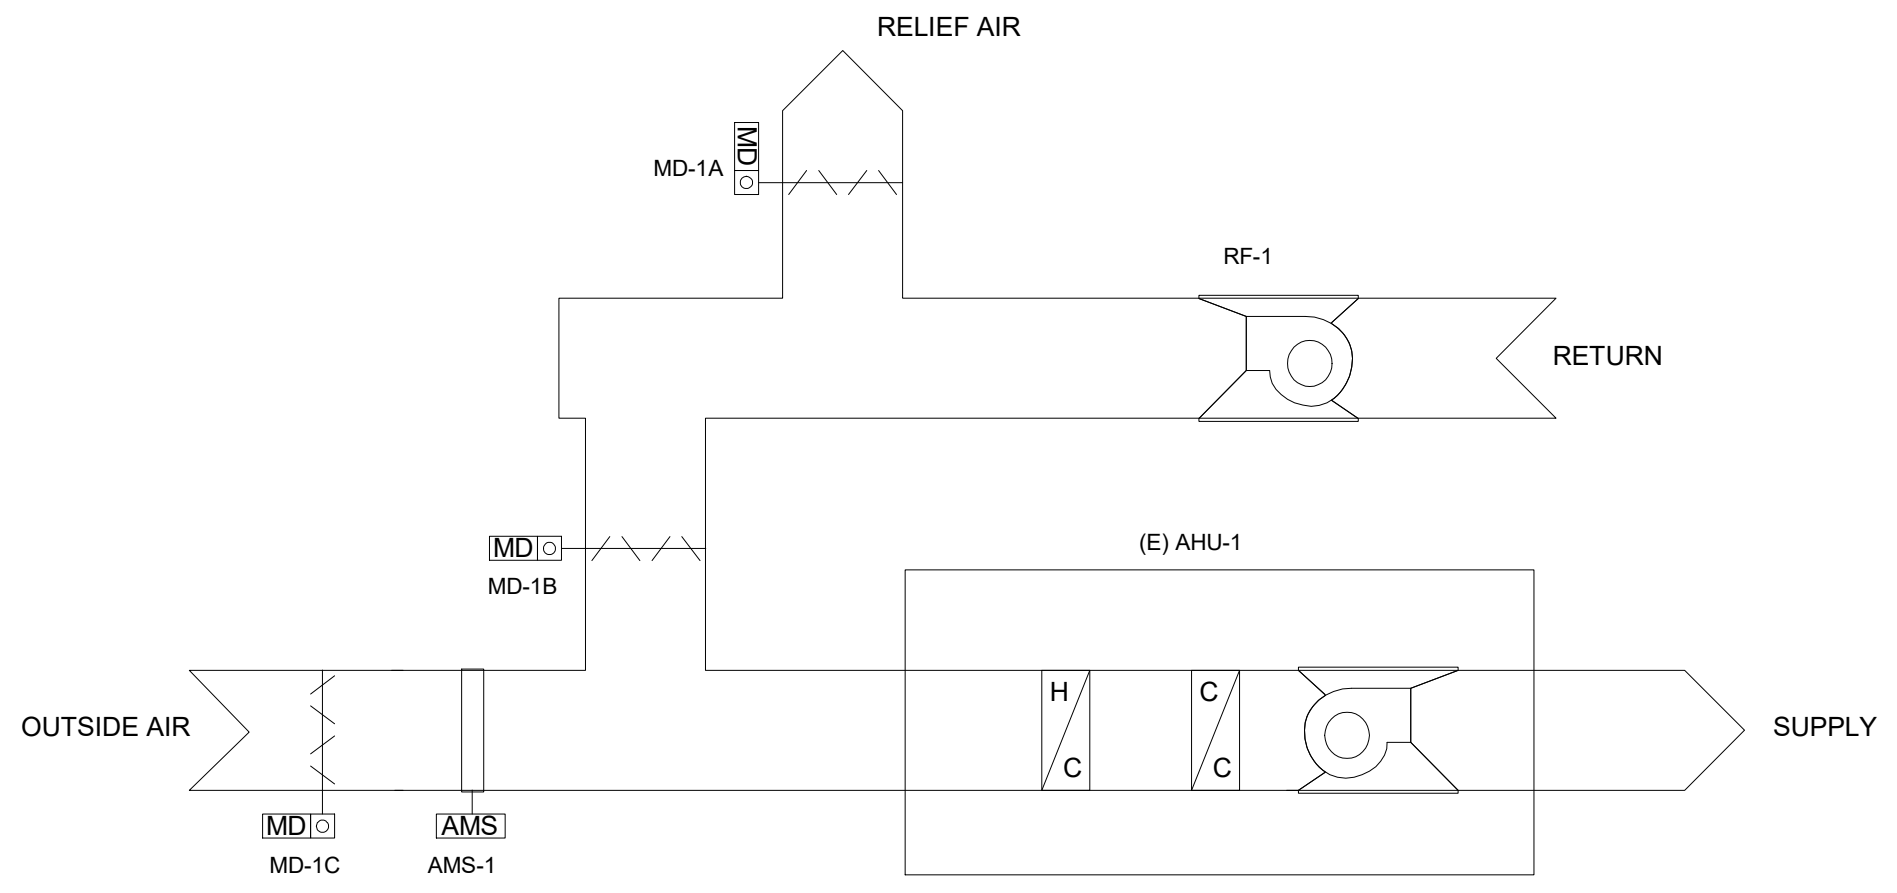 RELIEF AIR
MD
MD-1A
RF-1
RETURN
MD
MD-1B
(E) AHU-1
H
C
C
C
OUTSIDE AIR
SUPPLY
MD
MD-1C
AMS
AMS-1